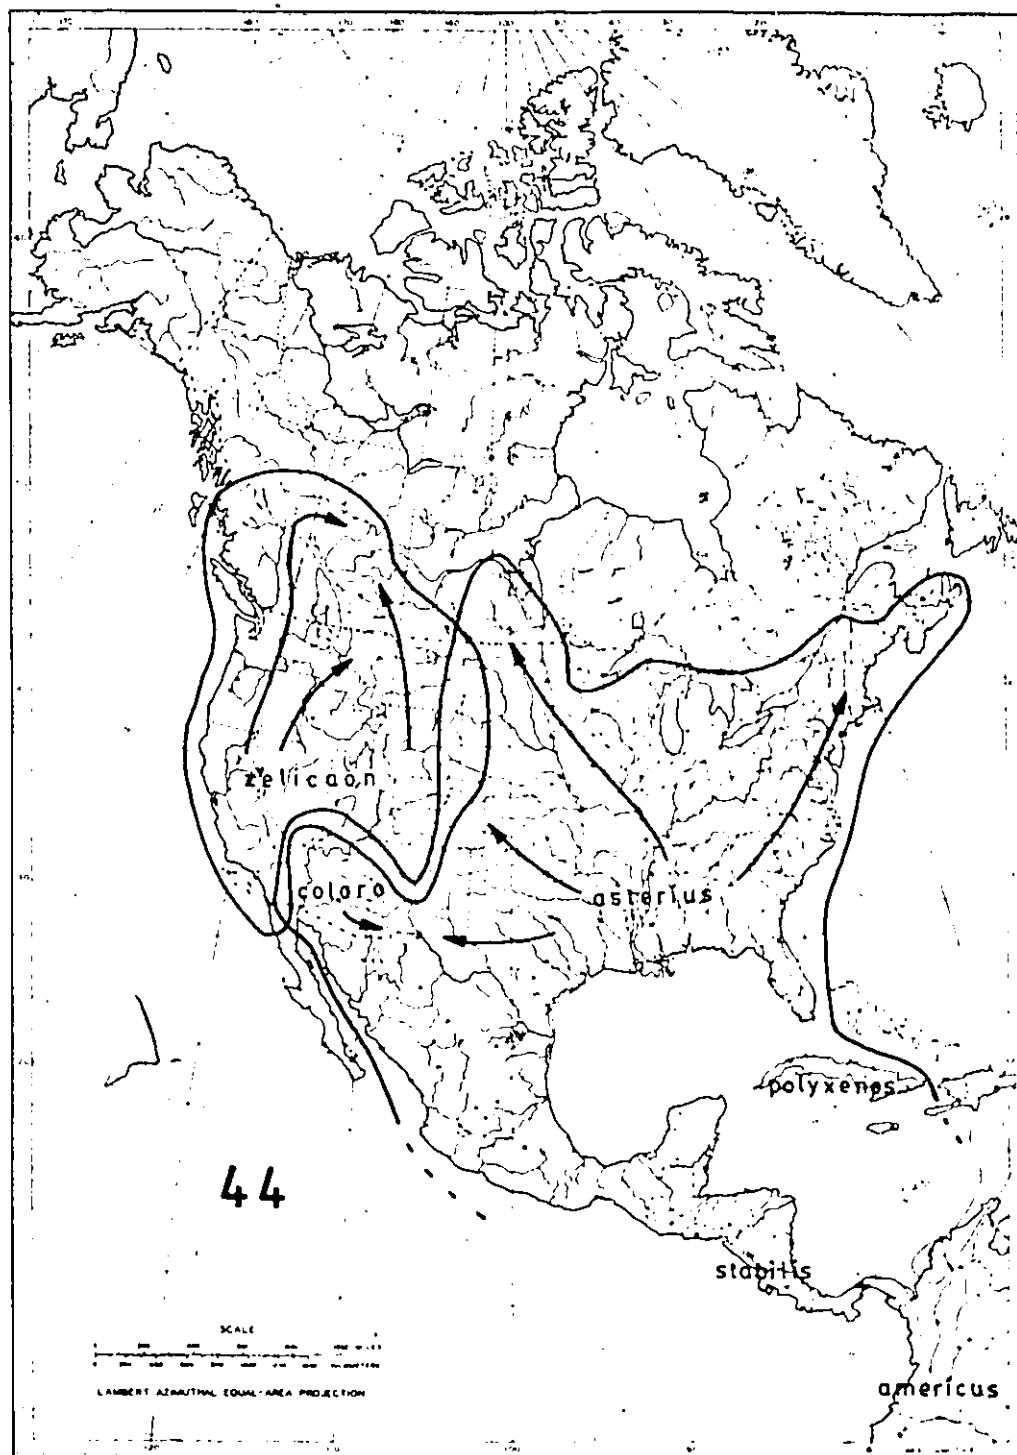 zelicaon
coloro
asterius
polyxenes
44
stabilis
SCALE
LAMBERT AZIMUTHAL EQUAL-AREA PROJECTION
americus